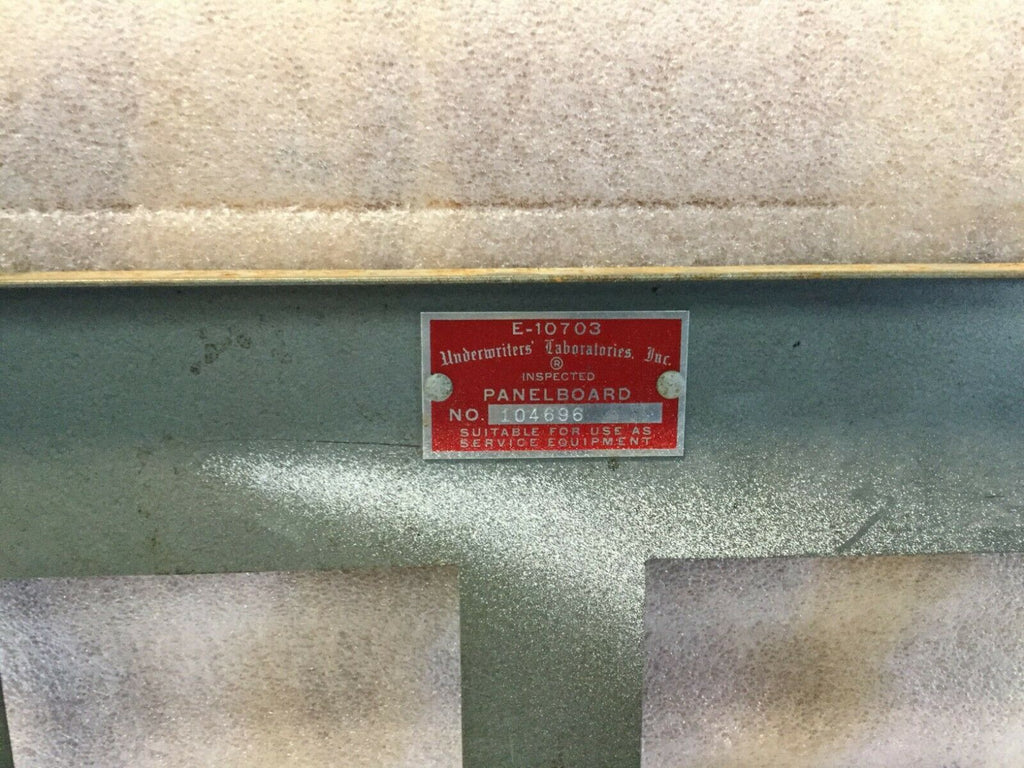 E-10703
Underwriters' Laboratories, Inc.
®
INSPECTED
PANELBOARD
NO. 104696
SUITABLE FOR USE AS
SERVICE EQUIPMENT